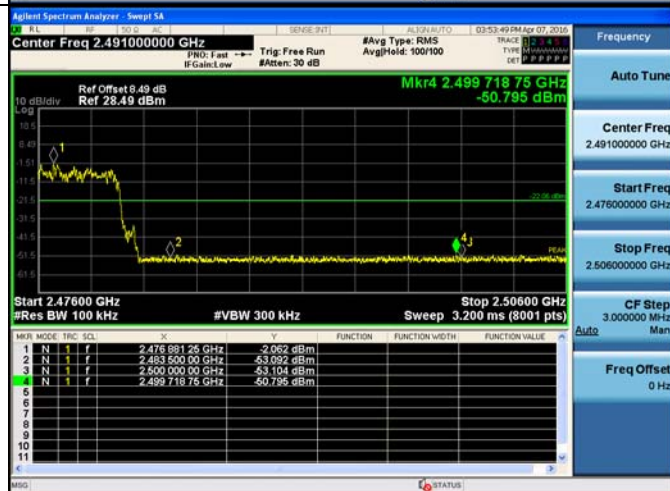 Agilent Spectrum Analyzer - Swept SA
RL RF 50 Ω AC SENSE:INT ALIGNAUTO 03:53:49 PM Apr 07, 2016
Center Freq 2.491000000 GHz
PNO: Fast
IFGain:Low
Trig: Free Run
#Atten: 30 dB
#Avg Type: RMS
Avg|Hold: 100/100
TRACE 1 2 3 4 5 6
TYPE
DET P P P P P P
Ref Offset 8.49 dB
10 dB/div Ref 28.49 dBm
Log
Mkr4 2.499 718 75 GHz
-50.795 dBm
18.5
8.49
-1.51
-11.5
-21.5
-31.5
-41.5
-51.5
-61.5
1
2
4
-22.06 dBm
PEAK
Start 2.47600 GHz Stop 2.50600 GHz
#Res BW 100 kHz #VBW 300 kHz Sweep 3.200 ms (8001 pts)
MKR MODE TRC SCL X Y FUNCTION FUNCTION WIDTH FUNCTION VALUE
1 N 1 f 2.476 881 25 GHz -2.062 dBm
2 N 1 f 2.483 500 00 GHz -53.092 dBm
3 N 1 f 2.500 000 00 GHz -53.104 dBm
4 N 1 f 2.499 718 75 GHz -50.795 dBm
5
6
7
8
9
10
11
MSG STATUS
Frequency
Auto Tune
Center Freq
2.491000000 GHz
Start Freq
2.476000000 GHz
Stop Freq
2.506000000 GHz
CF Step
3.000000 MHz
Auto Man
Freq Offset
0 Hz